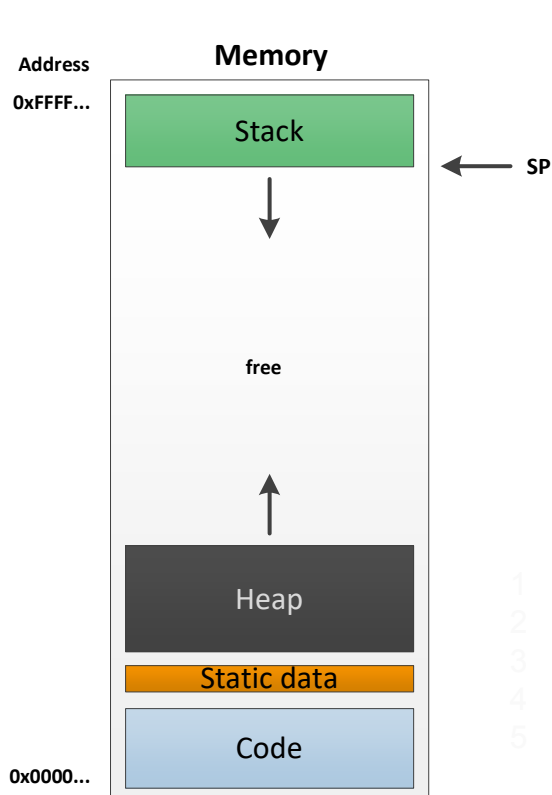 Memory
Address
0xFFFF...
Stack
SP
free
Heap
1
2
3
4
5
Static data
Code
0x0000...